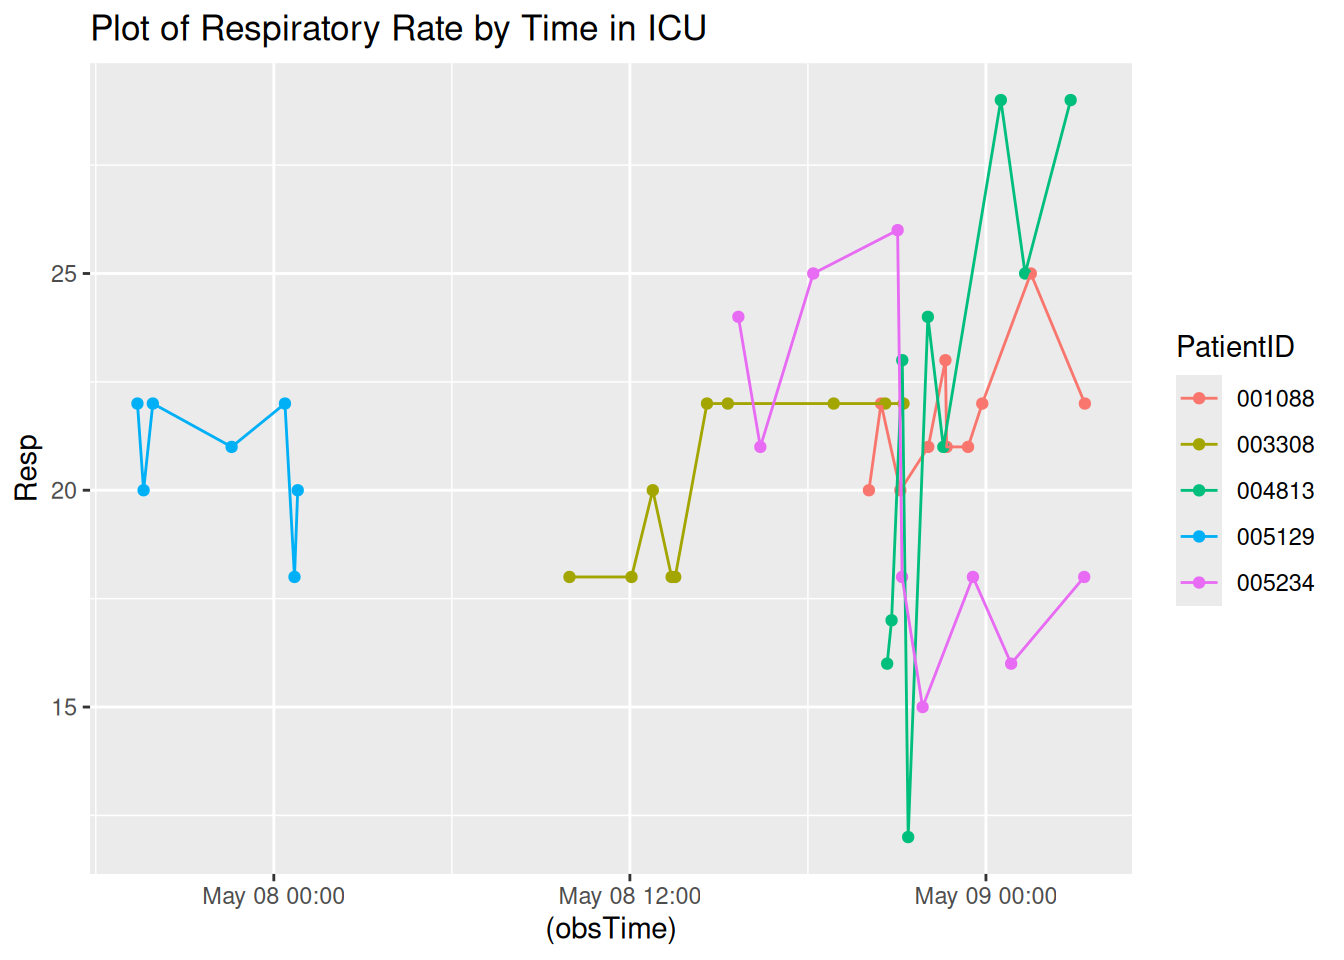 Plot of Respiratory Rate by Time in ICU
Resp
25
20
15
May 08 00:00
May 08 12:00
May 09 00:00
(obsTime)
PatientID
001088
003308
004813
005129
005234